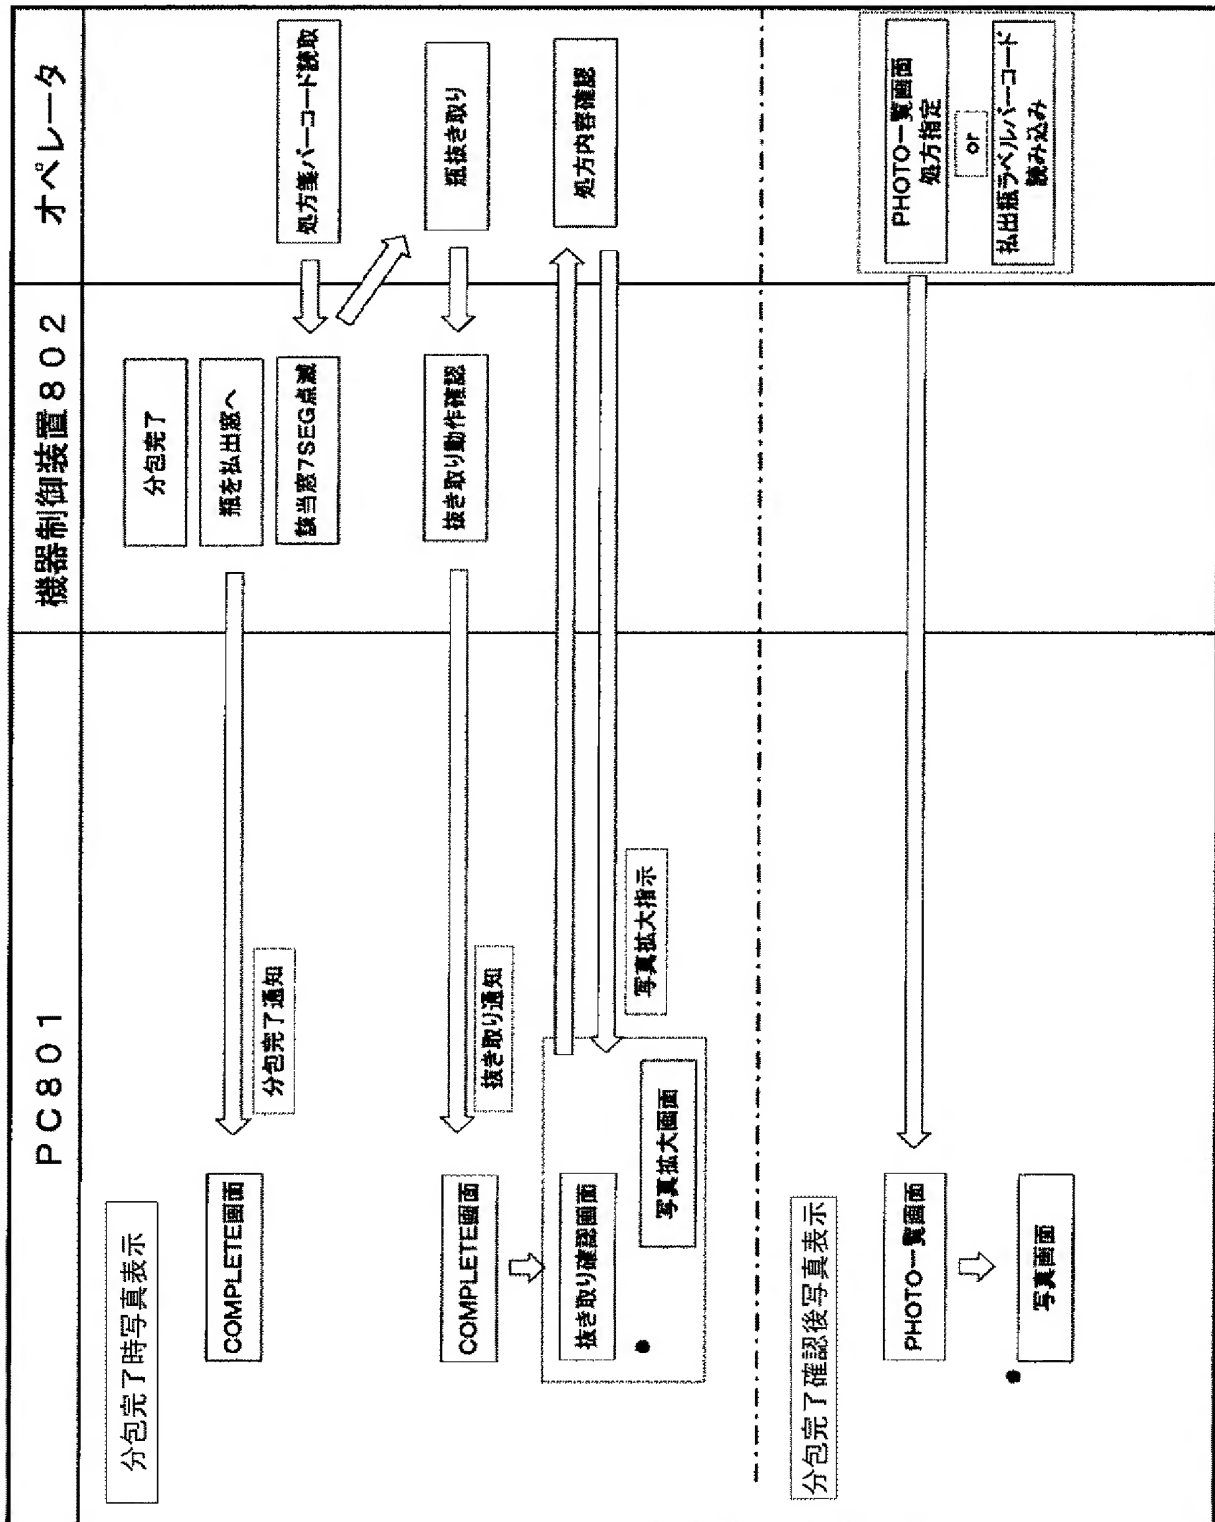 PC801
機器制御装置802
オペレータ
分包完了時写真表示
分包完了
瓶を払出窓へ
COMPLETE画面
分包完了通知
該当窓7SEG点滅
処方箋バーコード読取
瓶抜き取り
抜き取り動作確認
抜き取り通知
COMPLETE画面
抜き取り確認画面
処方内容確認
写真拡大指示
写真拡大画面
分包完了確認後写真表示
PHOTO一覧画面
処方指定
or
払出瓶ラベルバーコード
読み込み
PHOTO一覧画面
写真画面